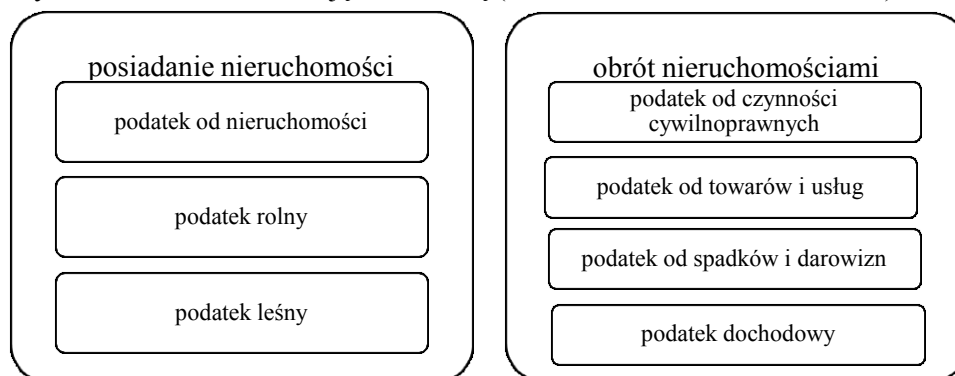 posiadanie nieruchomości
podatek od nieruchomości
podatek rolny
podatek leśny
obrót nieruchomościami
podatek od czynności
cywilnoprawnych
podatek od towarów i usług
podatek od spadków i darowizn
podatek dochodowy